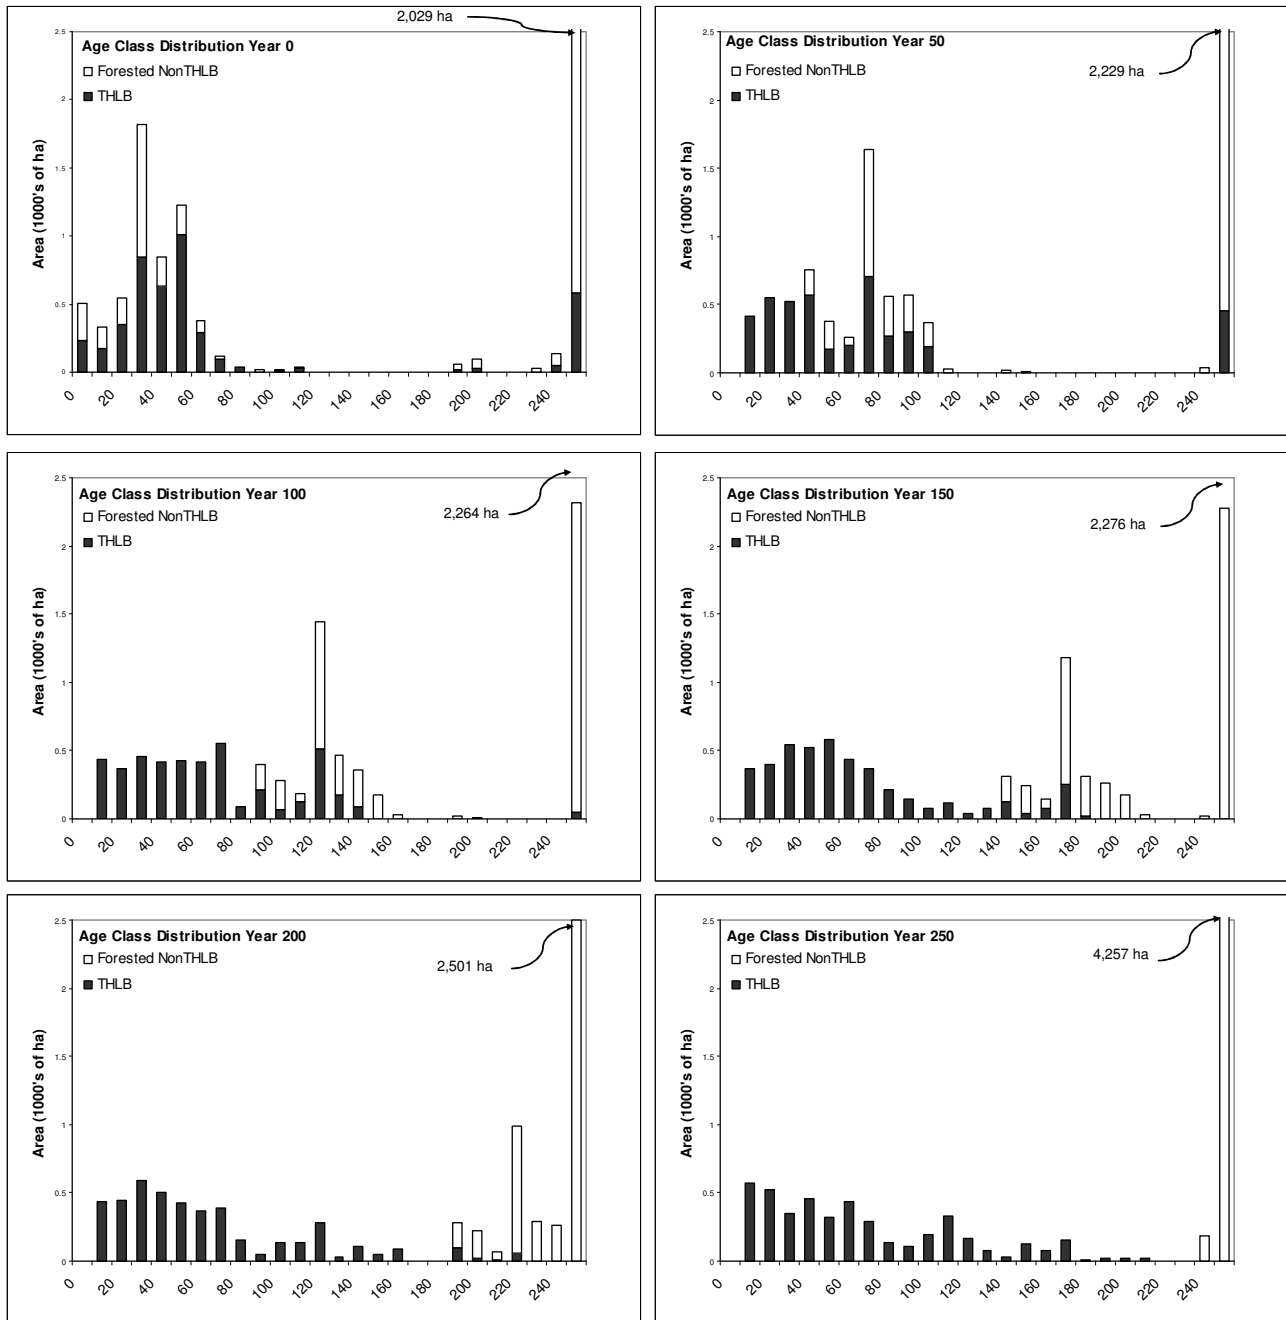 2,029 ha
Age Class Distribution Year 0
Forested NonTHLB
THLB
Area (1000's of ha)
2.5
2
1.5
1
0.5
0
0 20 40 60 80 100 120 140 160 180 200 220 240
Age Class Distribution Year 50
Forested NonTHLB
THLB
2,229 ha
Area (1000's of ha)
2.5
2
1.5
1
0.5
0
0 20 40 60 80 100 120 140 160 180 200 220 240
Age Class Distribution Year 100
Forested NonTHLB
THLB
2,264 ha
Area (1000's of ha)
2.5
2
1.5
1
0.5
0
0 20 40 60 80 100 120 140 160 180 200 220 240
Age Class Distribution Year 150
Forested NonTHLB
THLB
2,276 ha
Area (1000's of ha)
2.5
2
1.5
1
0.5
0
0 20 40 60 80 100 120 140 160 180 200 220 240
Age Class Distribution Year 200
Forested NonTHLB
THLB
2,501 ha
Area (1000's of ha)
2.5
2
1.5
1
0.5
0
0 20 40 60 80 100 120 140 160 180 200 220 240
Age Class Distribution Year 250
Forested NonTHLB
THLB
4,257 ha
Area (1000's of ha)
2.5
2
1.5
1
0.5
0
0 20 40 60 80 100 120 140 160 180 200 220 240